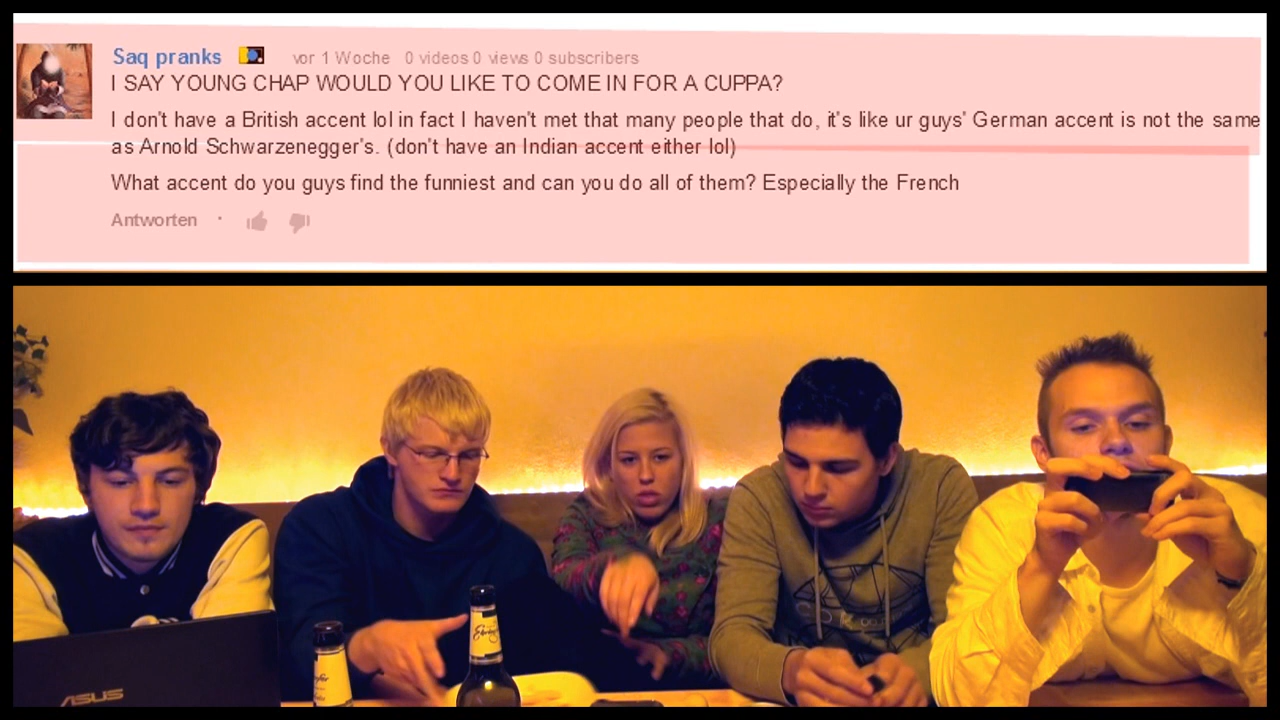 Saq pranks vor 1 Woche 0 videos 0 views 0 subscribers
I SAY YOUNG CHAP WOULD YOU LIKE TO COME IN FOR A CUPPA?
I don't have a British accent lol in fact I haven't met that many people that do, it's like ur guys' German accent is not the same
as Arnold Schwarzenegger's. (don't have an Indian accent either lol)
What accent do you guys find the funniest and can you do all of them? Especially the French
Antworten ·
ASUS